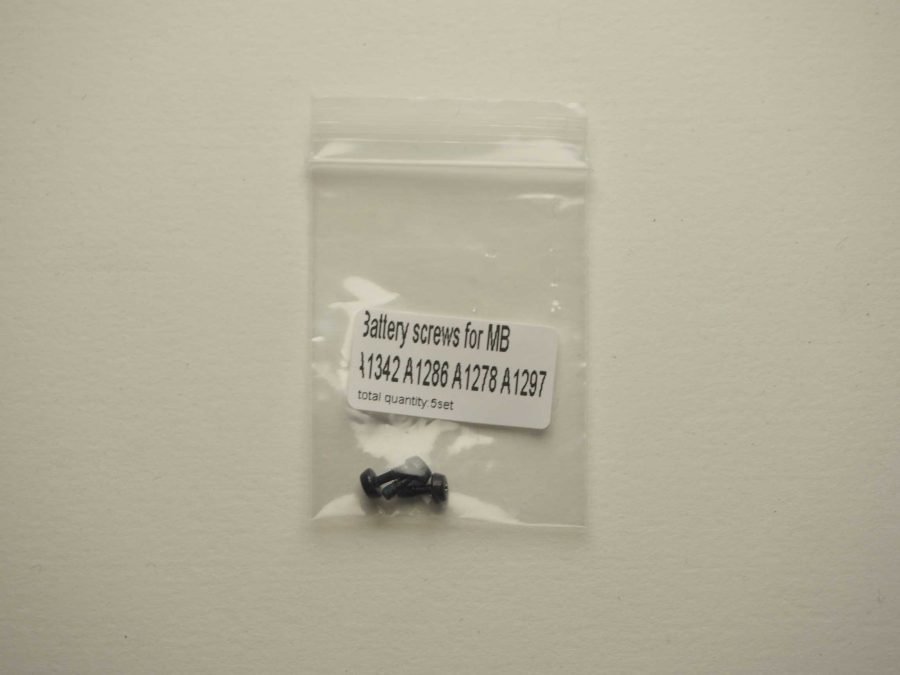 Battery screws for MB
A1342 A1286 A1278 A1297
total quantity:5set